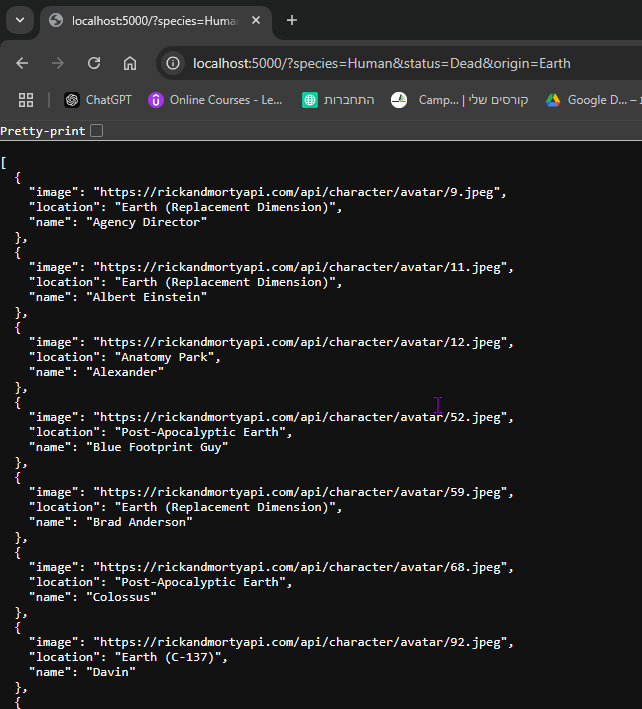 localhost:5000/?species=Huma
localhost:5000/?species=Human&status=Dead&origin=Earth
ChatGPT
Online Courses - Le...
התחברות
Camp... | קורסים שלי
Google D... –
Pretty-print
[
{
"image": "https://rickandmortyapi.com/api/character/avatar/9.jpeg",
"location": "Earth (Replacement Dimension)",
"name": "Agency Director"
},
{
"image": "https://rickandmortyapi.com/api/character/avatar/11.jpeg",
"location": "Earth (Replacement Dimension)",
"name": "Albert Einstein"
},
{
"image": "https://rickandmortyapi.com/api/character/avatar/12.jpeg",
"location": "Anatomy Park",
"name": "Alexander"
},
{
"image": "https://rickandmortyapi.com/api/character/avatar/52.jpeg",
"location": "Post-Apocalyptic Earth",
"name": "Blue Footprint Guy"
},
{
"image": "https://rickandmortyapi.com/api/character/avatar/59.jpeg",
"location": "Earth (Replacement Dimension)",
"name": "Brad Anderson"
},
{
"image": "https://rickandmortyapi.com/api/character/avatar/68.jpeg",
"location": "Post-Apocalyptic Earth",
"name": "Colossus"
},
{
"image": "https://rickandmortyapi.com/api/character/avatar/92.jpeg",
"location": "Earth (C-137)",
"name": "Davin"
},
{